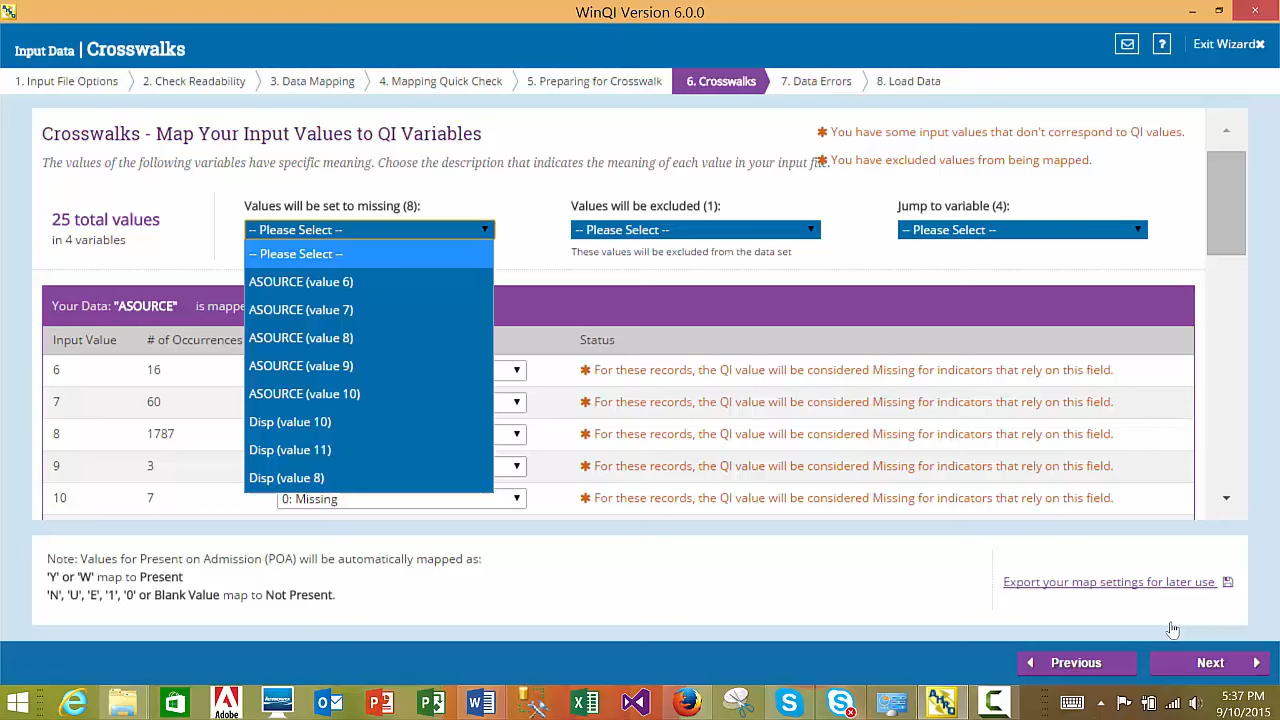 WinQI Version 6.0.0
Input Data | Crosswalks
Exit Wizard✖
1. Input File Options
2. Check Readability
3. Data Mapping
4. Mapping Quick Check
5. Preparing for Crosswalk
6. Crosswalks
7. Data Errors
8. Load Data
Crosswalks - Map Your Input Values to QI Variables
✱ You have some input values that don't correspond to QI values.
The values of the following variables have specific meaning. Choose the description that indicates the meaning of each value in your input file.
✱ You have excluded values from being mapped.
25 total values
in 4 variables
Values will be set to missing (8):
-- Please Select --
-- Please Select --
ASOURCE (value 6)
ASOURCE (value 7)
ASOURCE (value 8)
ASOURCE (value 9)
ASOURCE (value 10)
Disp (value 10)
Disp (value 11)
Disp (value 8)
Values will be excluded (1):
-- Please Select --
These values will be excluded from the data set
Jump to variable (4):
-- Please Select --
Your Data: "ASOURCE" is mappe
Input Value # of Occurrences Status
6 16 ✱ For these records, the QI value will be considered Missing for indicators that rely on this field.
7 60 ✱ For these records, the QI value will be considered Missing for indicators that rely on this field.
8 1787 ✱ For these records, the QI value will be considered Missing for indicators that rely on this field.
9 3 ✱ For these records, the QI value will be considered Missing for indicators that rely on this field.
10 7 0: Missing ✱ For these records, the QI value will be considered Missing for indicators that rely on this field.
Note: Values for Present on Admission (POA) will be automatically mapped as:
'Y' or 'W' map to Present
'N', 'U', 'E', '1', '0' or Blank Value map to Not Present.
Export your map settings for later use
Previous
Next
Adobe
5:37 PM
9/10/2015